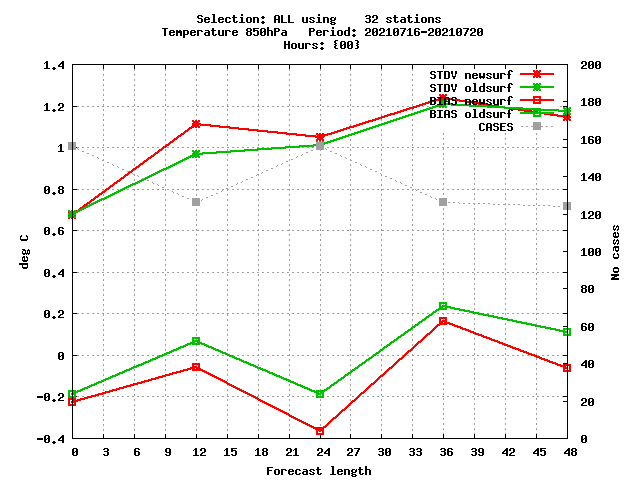 Selection: ALL using    32 stations
Temperature 850hPa   Period: 20210716-20210720
Hours: {00}
STDV newsurf
STDV oldsurf
BIAS newsurf
BIAS oldsurf
CASES
1.4
1.2
1
0.8
0.6
0.4
0.2
0
-0.2
-0.4
deg C
200
180
160
140
120
100
80
60
40
20
0
No cases
0 3 6 9 12 15 18 21 24 27 30 33 36 39 42 45 48
Forecast length